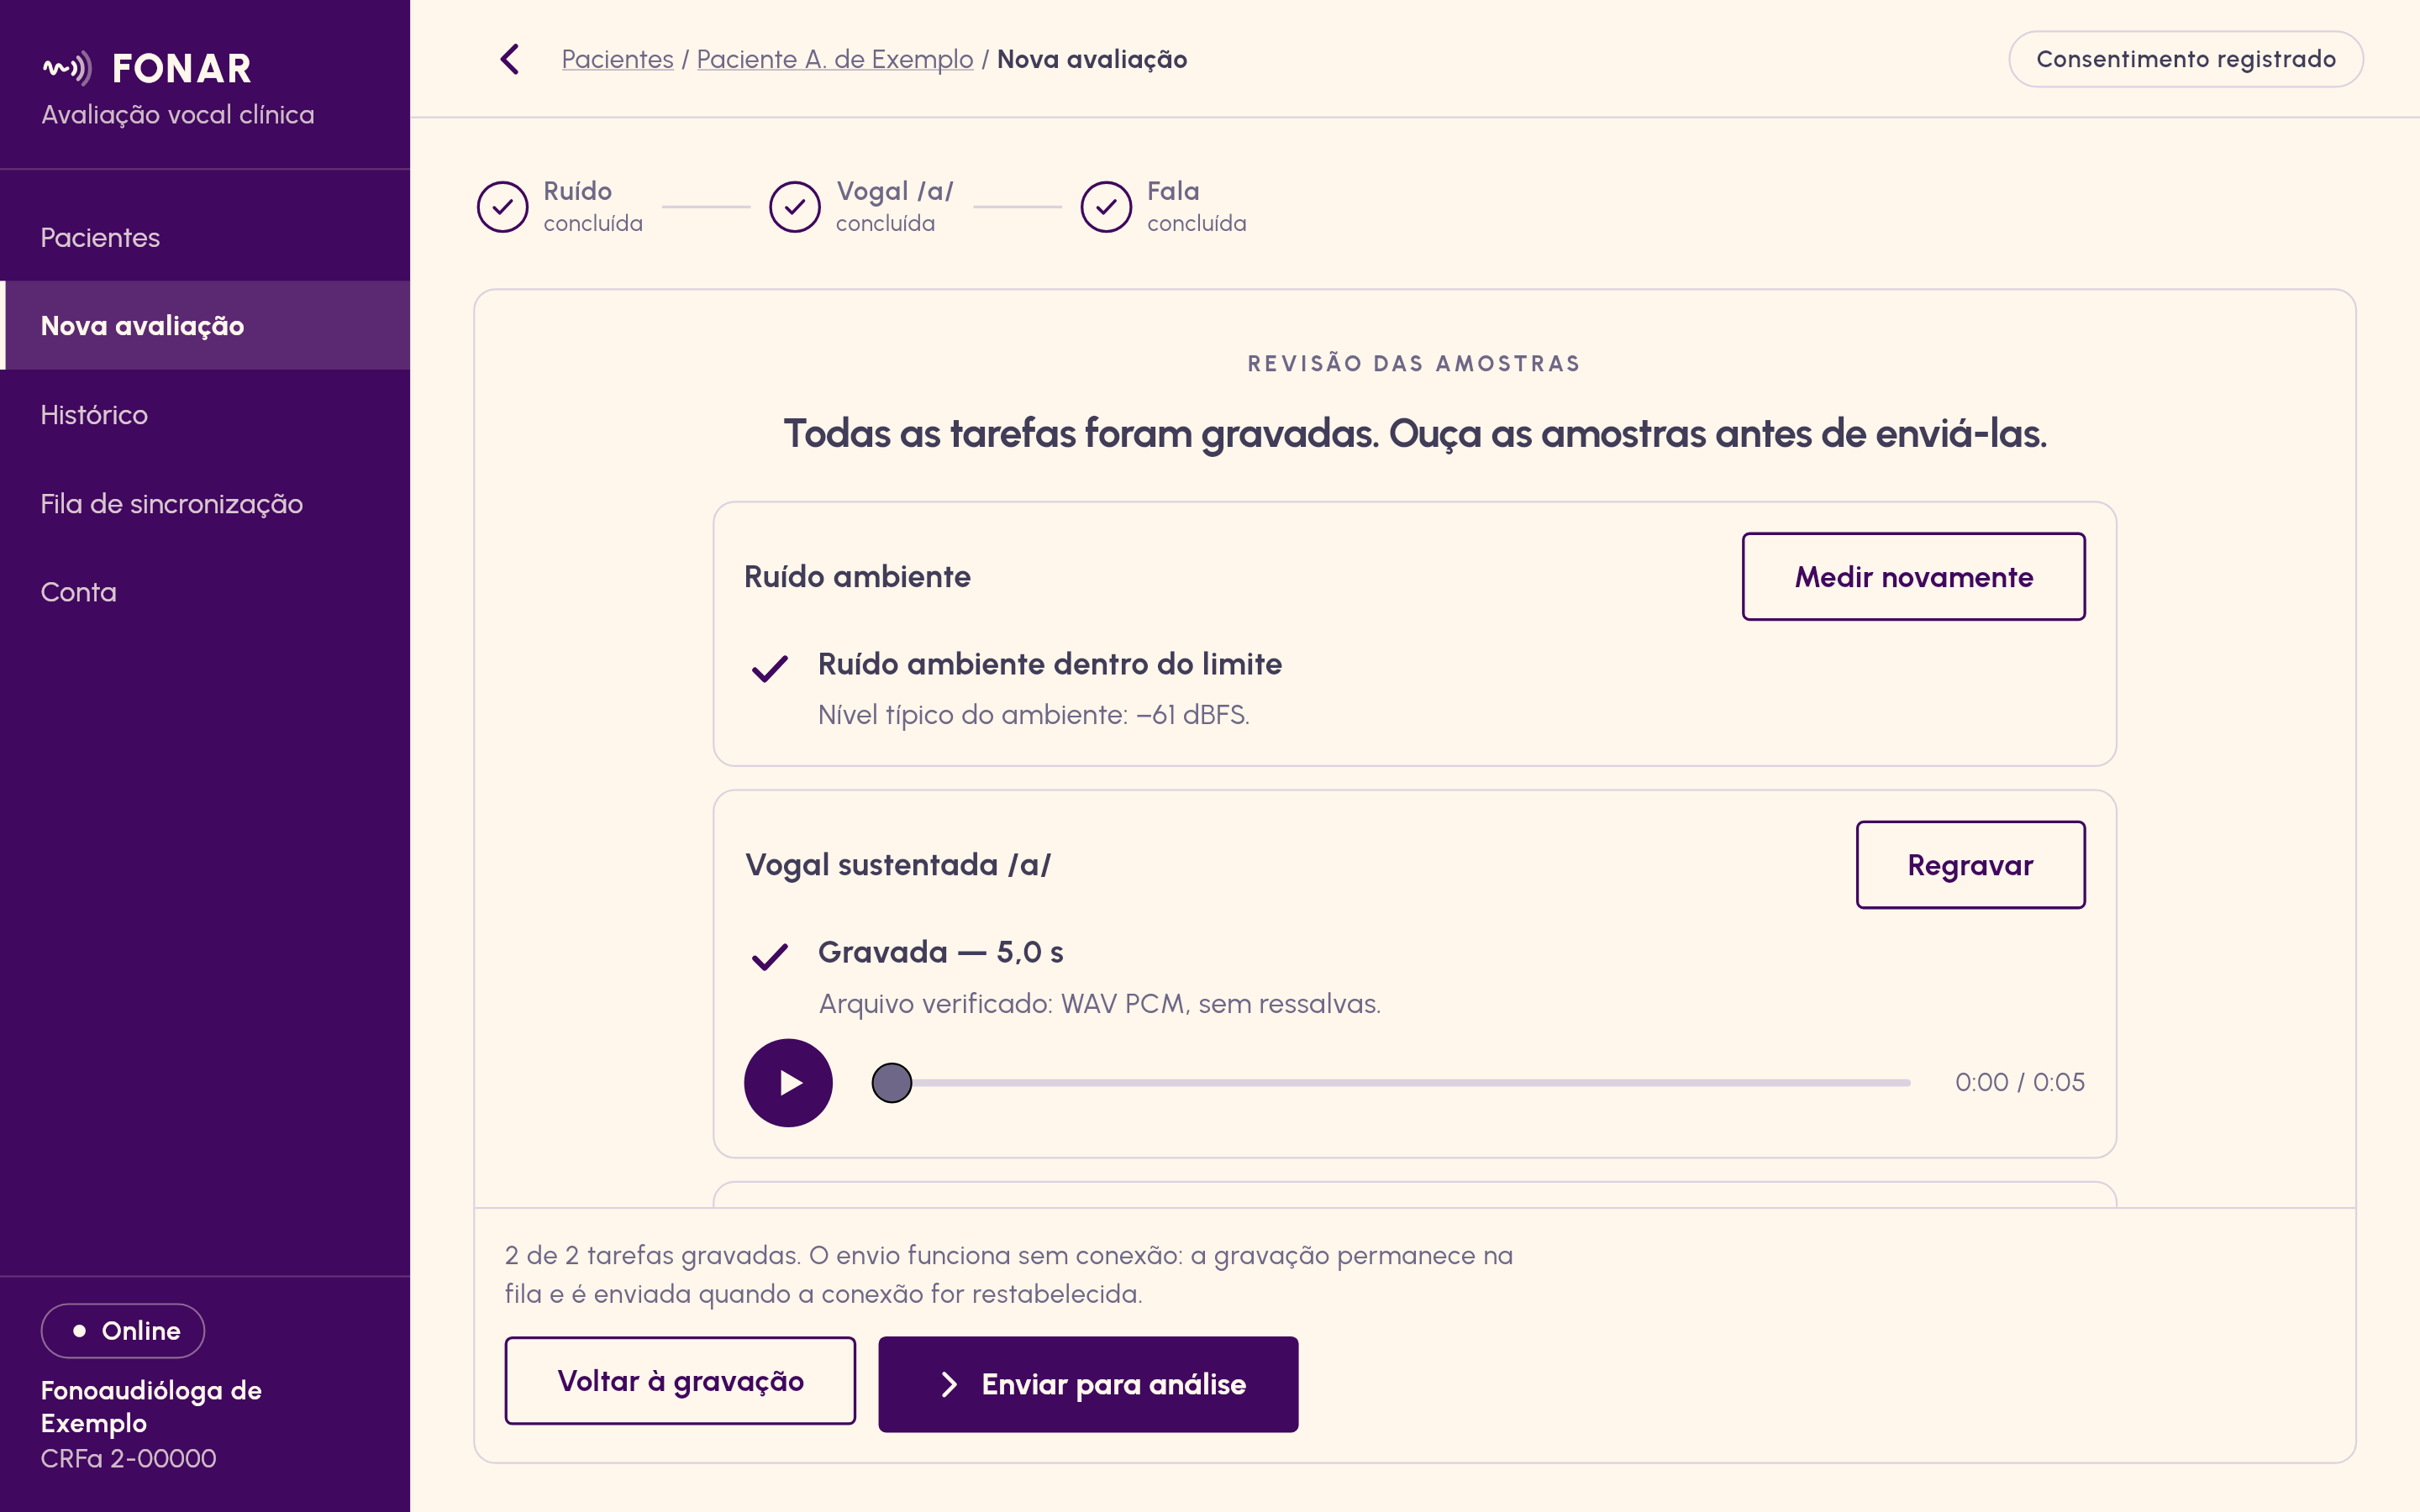 FONAR
Avaliação vocal clínica
Pacientes
Nova avaliação
Histórico
Fila de sincronização
Conta
Online
Fonoaudióloga de
Exemplo
CRFa 2-00000
Pacientes / Paciente A. de Exemplo / Nova avaliação
Consentimento registrado
Ruído
concluída
Vogal /a/
concluída
Fala
concluída
REVISÃO DAS AMOSTRAS
Todas as tarefas foram gravadas. Ouça as amostras antes de enviá-las.
Ruído ambiente
Medir novamente
Ruído ambiente dentro do limite
Nível típico do ambiente: −61 dBFS.
Vogal sustentada /a/
Regravar
Gravada — 5,0 s
Arquivo verificado: WAV PCM, sem ressalvas.
0:00 / 0:05
2 de 2 tarefas gravadas. O envio funciona sem conexão: a gravação permanece na
fila e é enviada quando a conexão for restabelecida.
Voltar à gravação
Enviar para análise